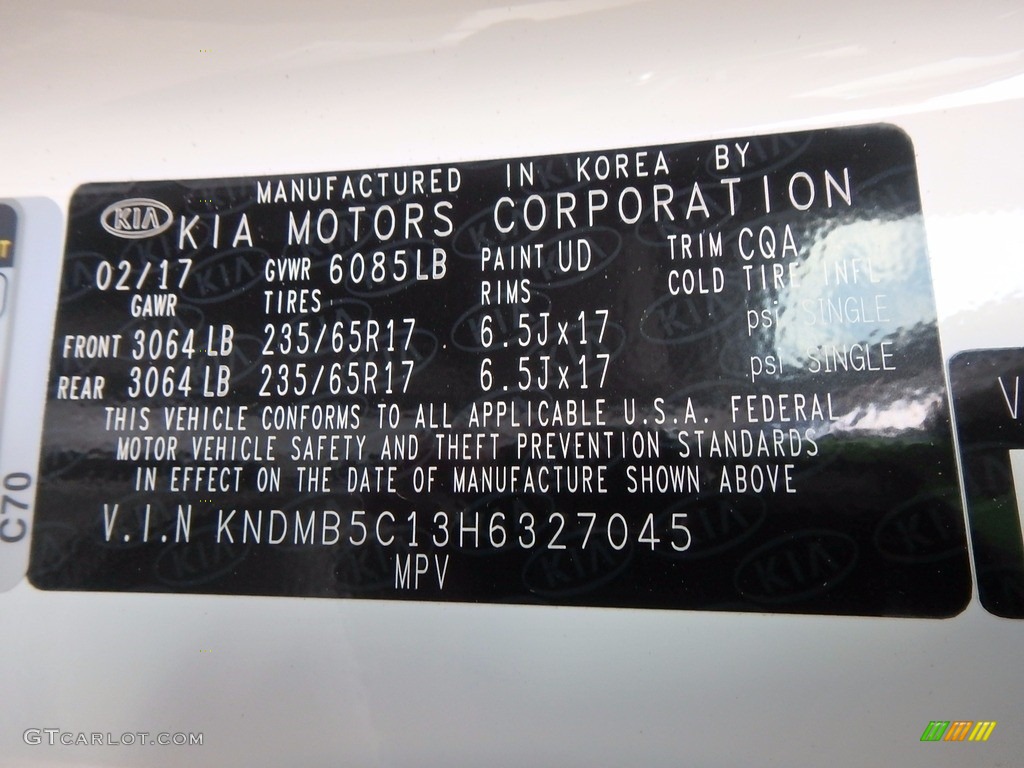 MANUFACTURED IN KOREA BY
KIA KIA MOTORS CORPORATION
02/17 GVWR 6085LB PAINT UD TRIM CQA
GAWR TIRES RIMS COLD TIRE INFL
FRONT 3064 LB 235/65R17 6.5Jx17 psi SINGLE
REAR 3064 LB 235/65R17 6.5Jx17 psi SINGLE
THIS VEHICLE CONFORMS TO ALL APPLICABLE U.S.A. FEDERAL
MOTOR VEHICLE SAFETY AND THEFT PREVENTION STANDARDS
IN EFFECT ON THE DATE OF MANUFACTURE SHOWN ABOVE
V.I.N KNDMB5C13H6327045
MPV
C70
V
GTCARLOT.COM